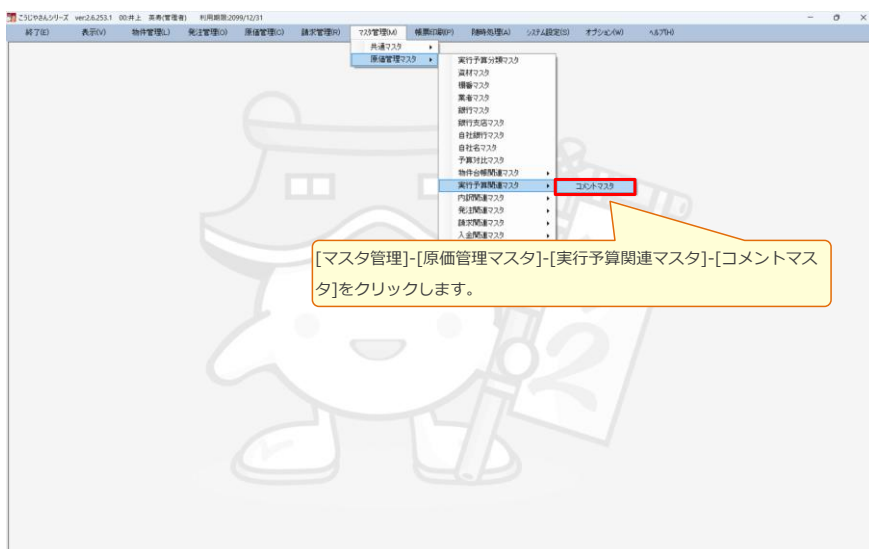 こうじやさんシリーズ ver2.6.253.1 00:井上 英寿(管理者) 利用期限:2099/12/31
終了(E) 表示(V) 物件管理(L) 発注管理(O) 原価管理(C) 請求管理(R) マスタ管理(M) 帳票印刷(P) 随時処理(A) システム設定(S) オプション(W) ヘルプ(H)
共通マスタ
原価管理マスタ
実行予算分類マスタ
資材マスタ
棚番マスタ
業者マスタ
銀行マスタ
銀行支店マスタ
自社銀行マスタ
自社名マスタ
予算対比マスタ
物件台帳関連マスタ
実行予算関連マスタ
コメントマスタ
内訳関連マスタ
発注関連マスタ
請求関連マスタ
入金関連マスタ
[マスタ管理]-[原価管理マスタ]-[実行予算関連マスタ]-[コメントマス
タ]をクリックします。